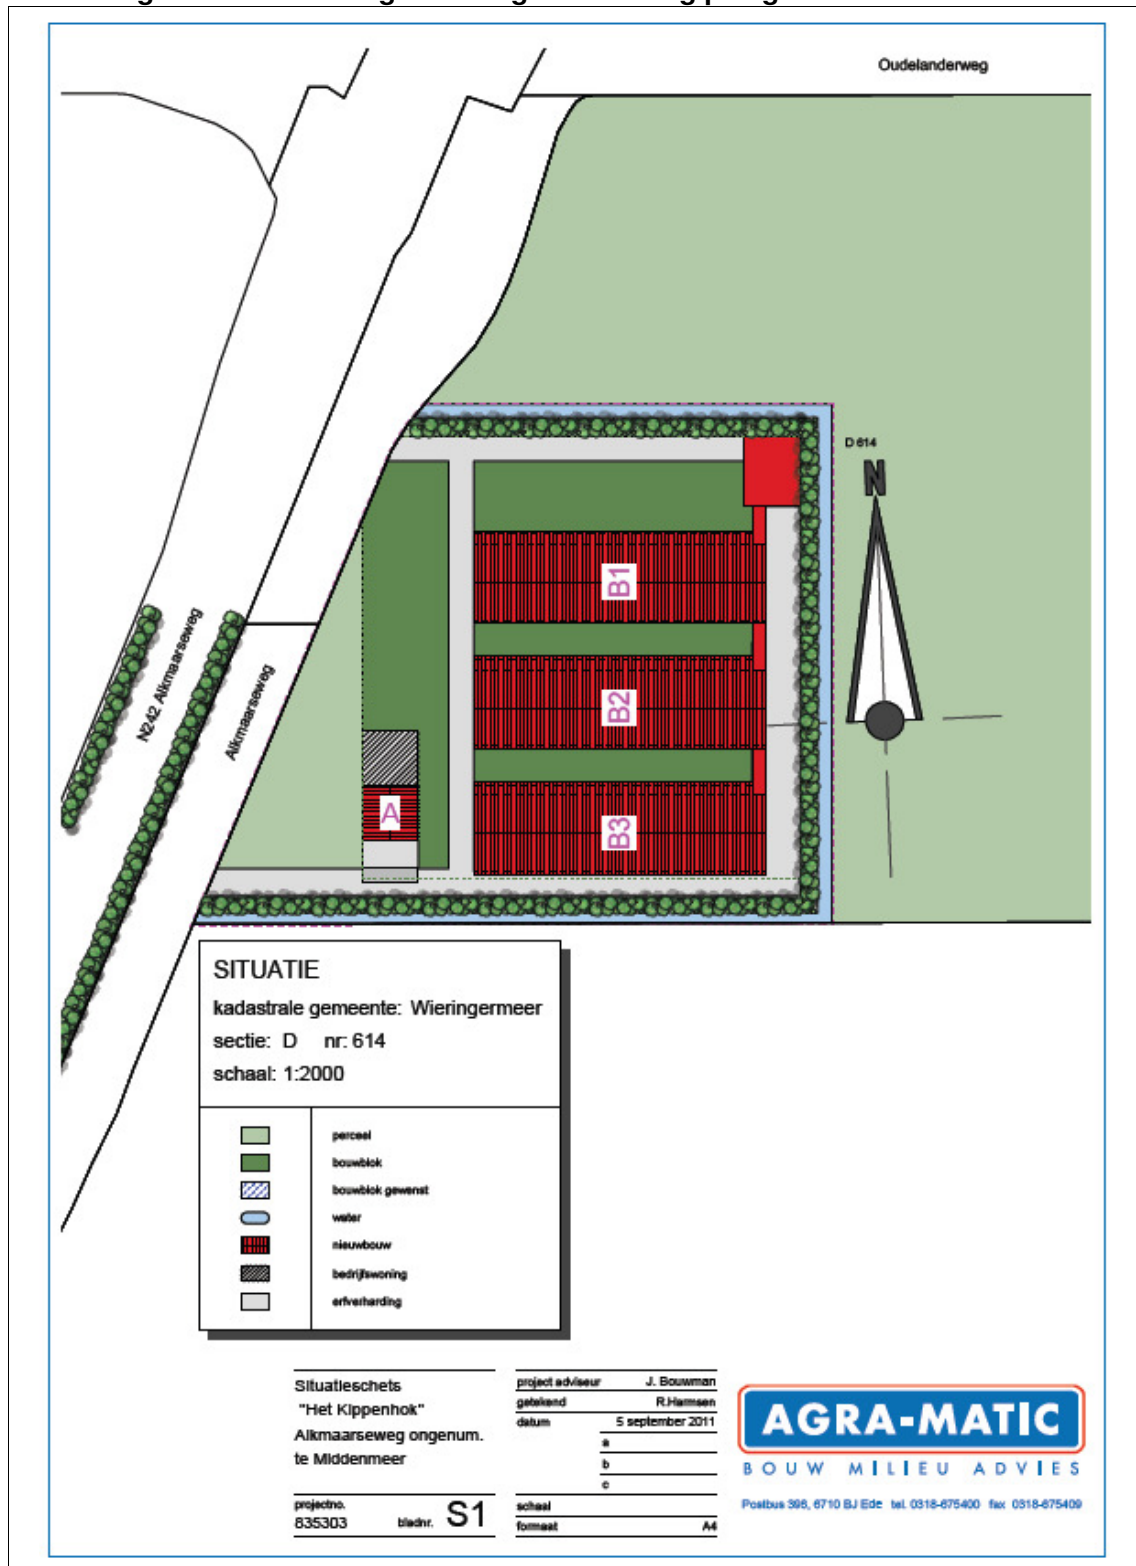 Oudelanderweg
D 614
N
B1
B2
B3
A
N242 Alkmaarseweg
Alkmaarseweg
SITUATIE
kadastrale gemeente: Wieringermeer
sectie: D nr: 614
schaal: 1:2000
perceel
bouwblok
bouwblok gewenst
water
nieuwbouw
bedrijfswoning
erfverharding
Situatieschets
"Het Kippenhok"
Alkmaarseweg ongenum.
te Middenmeer
projectno.
835303 bladnr. S1
project adviseur J. Bouwman
getekend R.Harmsen
datum 5 september 2011
a
b
c
schaal
formaat A4
AGRA-MATIC
BOUW MILIEU ADVIES
Postbus 396, 6710 BJ Ede tel. 0318-675400 fax 0318-675409